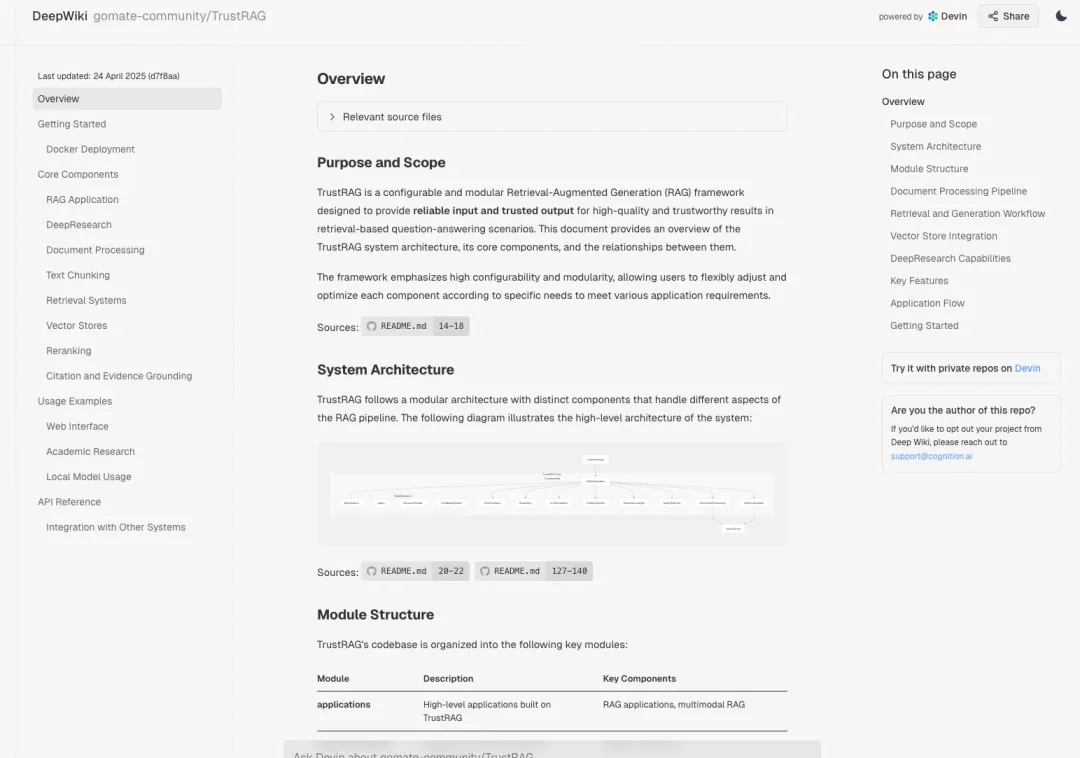 DeepWiki gomate-community/TrustRAG
powered by Devin
Share
Last updated: 24 April 2025 (d7f8aa)
Overview
Getting Started
Docker Deployment
Core Components
RAG Application
DeepResearch
Document Processing
Text Chunking
Retrieval Systems
Vector Stores
Reranking
Citation and Evidence Grounding
Usage Examples
Web Interface
Academic Research
Local Model Usage
API Reference
Integration with Other Systems
Overview
Relevant source files
Purpose and Scope
TrustRAG is a configurable and modular Retrieval-Augmented Generation (RAG) framework
designed to provide reliable input and trusted output for high-quality and trustworthy results in
retrieval-based question-answering scenarios. This document provides an overview of the
TrustRAG system architecture, its core components, and the relationships between them.
The framework emphasizes high configurability and modularity, allowing users to flexibly adjust and
optimize each component according to specific needs to meet various application requirements.
Sources: README.md 14-18
System Architecture
TrustRAG follows a modular architecture with distinct components that handle different aspects of
the RAG pipeline. The following diagram illustrates the high-level architecture of the system:
Sources: README.md 20-22 README.md 127-140
Module Structure
TrustRAG's codebase is organized into the following key modules:
Module Description Key Components
applications High-level applications built on RAG applications, multimodal RAG
TrustRAG
Ask Devin about gomate-community/TrustRAG
On this page
Overview
Purpose and Scope
System Architecture
Module Structure
Document Processing Pipeline
Retrieval and Generation Workflow
Vector Store Integration
DeepResearch Capabilities
Key Features
Application Flow
Getting Started
Try it with private repos on Devin
Are you the author of this repo?
If you'd like to opt out your project from
Deep Wiki, please reach out to
support@cognition.ai